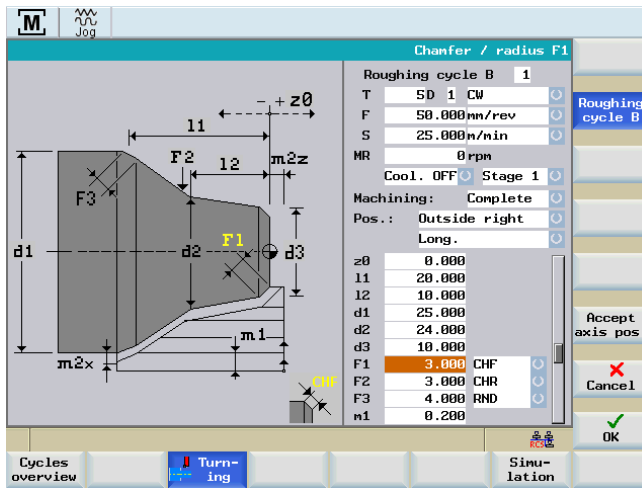 M
Jog
Chamfer / radius F1
Roughing cycle B 1
T 5 D 1 CW
F 50.000 mm/rev
S 25.000 m/min
MR 0 rpm
Cool. OFF Stage 1
Machining: Complete
Pos.: Outside right
Long.
z0 0.000
l1 20.000
l2 10.000
d1 25.000
d2 24.000
d3 10.000
F1 3.000 CHF
F2 3.000 CHR
F3 4.000 RND
m1 0.200
- + z0
l1
F2 l2 m2z
F3
d1 d2 F1 d3
m1
m2x
CHF
Roughing
cycle B
Accept
axis pos
Cancel
OK
RCS
Cycles
overview
Turn-
ing
Simu-
lation